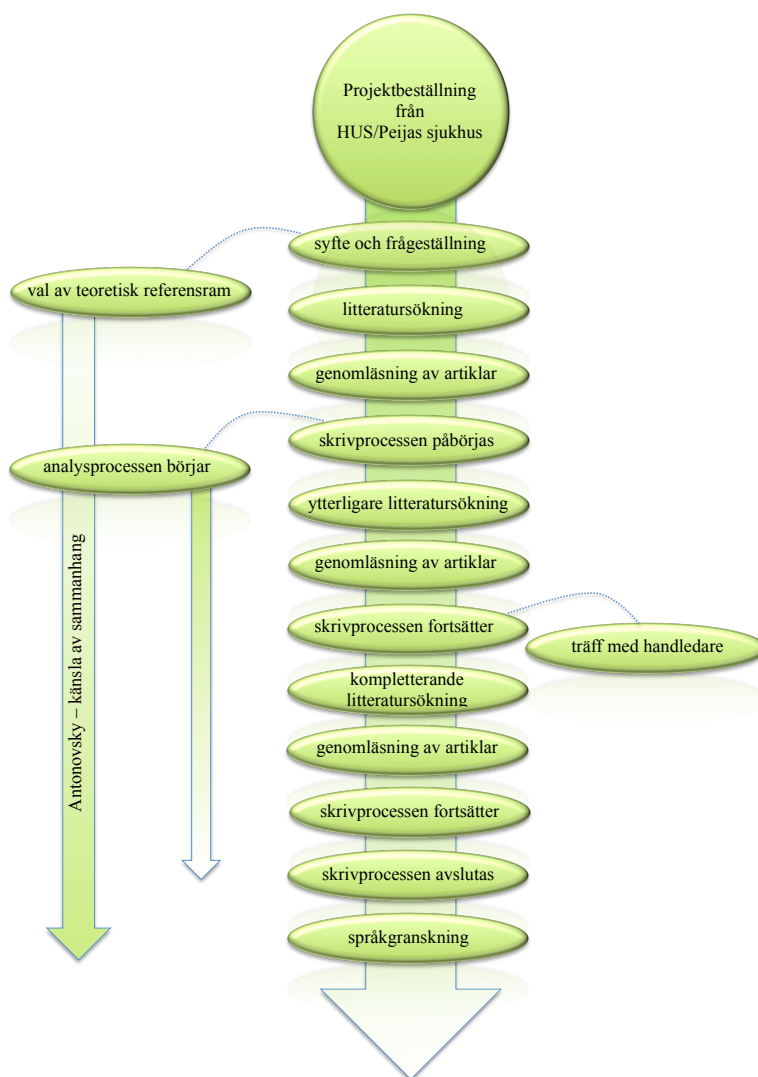 Projektbeställning
från
HUS/Peijas sjukhus
syfte och frågeställning
val av teoretisk referensram
litteratursökning
genomläsning av artiklar
skrivprocessen påbörjas
analysprocessen börjar
ytterligare litteratursökning
genomläsning av artiklar
skrivprocessen fortsätter
träff med handledare
kompletterande
litteratursökning
genomläsning av artiklar
skrivprocessen fortsätter
skrivprocessen avslutas
språkgranskning
Antonovsky – känsla av sammanhang